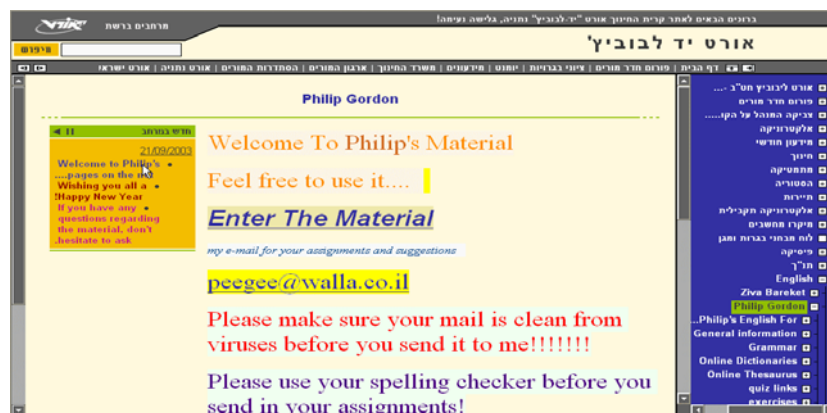 ברוכים הבאים לאתר קרית החינוך אורט "יד-לבוביץ" נתניה, גלישה נעימה!
מרחבים ברשת
אורט יד לבוביץ'
חיפוש
דף הבית | פורום חדר מורים | ציוני בגרויות | יומנט | מידעונים | משרד החינוך | ארגון המורים | הסתדרות המורים | אורט נתניה | אורט ישראל
Philip Gordon
חדש במרחב
21/09/2003
Welcome to Philip's
....pages on the
Wishing you all a
!Happy New Year
If you have any
questions regarding
the material, don't
.hesitate to ask
Welcome To Philip's Material
Feel free to use it....
Enter The Material
my e-mail for your assignments and suggestions
peegee@walla.co.il
Please make sure your mail is clean from
viruses before you send it to me!!!!!!!
Please use your spelling checker before you
send in your assignments!
אורט ליבוביץ חט"ב -...
פורום חדר מורים
צביקה המנהל על הקו.....
אלקטרוניקה
מידעון חודשי
חינוך
מתמטיקה
הסטוריה
תיירות
אלקטרוניקה תקבילית
מיקרו מחשבים
לוח מבחני בגרות ומגן
פיסיקה
תנ"ך
English
Ziva Bareket
Philip Gordon
...Philip's English For
General information
Grammar
Online Dictionaries
Online Thesaurus
quiz links
exercises